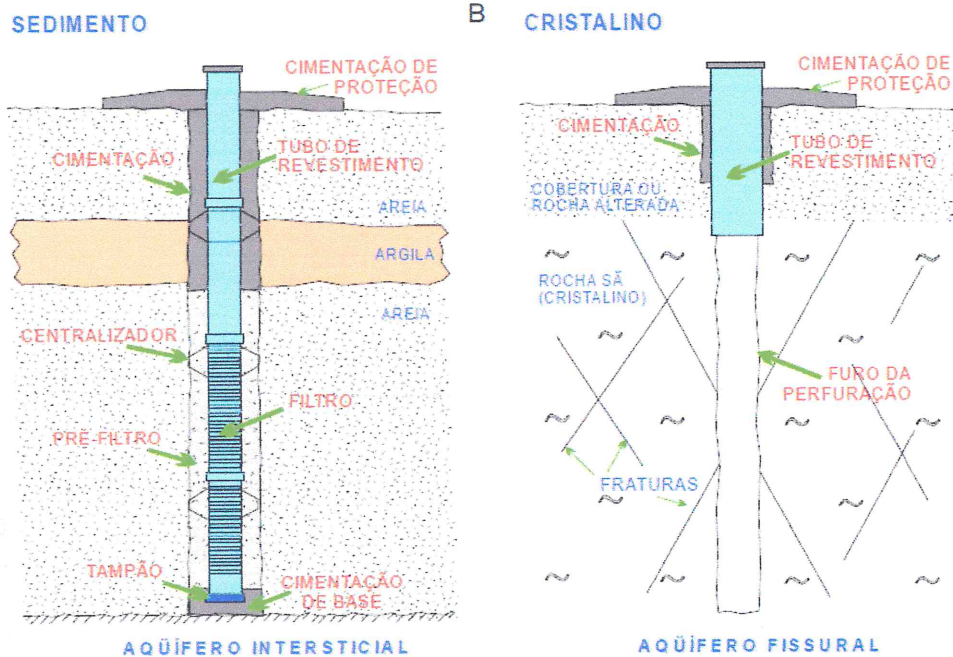 SEDIMENTO
CIMENTAÇÃO DE
PROTEÇÃO
CIMENTAÇÃO
TUBO DE
REVESTIMENTO
AREIA
ARGILA
AREIA
CENTRALIZADOR
FILTRO
PRÉ-FILTRO
TAMPÃO
CIMENTAÇÃO
DE BASE
AQÜÍFERO INTERSTICIAL
B
CRISTALINO
CIMENTAÇÃO DE
PROTEÇÃO
CIMENTAÇÃO
TUBO DE
REVESTIMENTO
COBERTURA OU
ROCHA ALTERADA
ROCHA SÃ
(CRISTALINO)
FURO DA
PERFURAÇÃO
FRATURAS
AQÜÍFERO FISSURAL